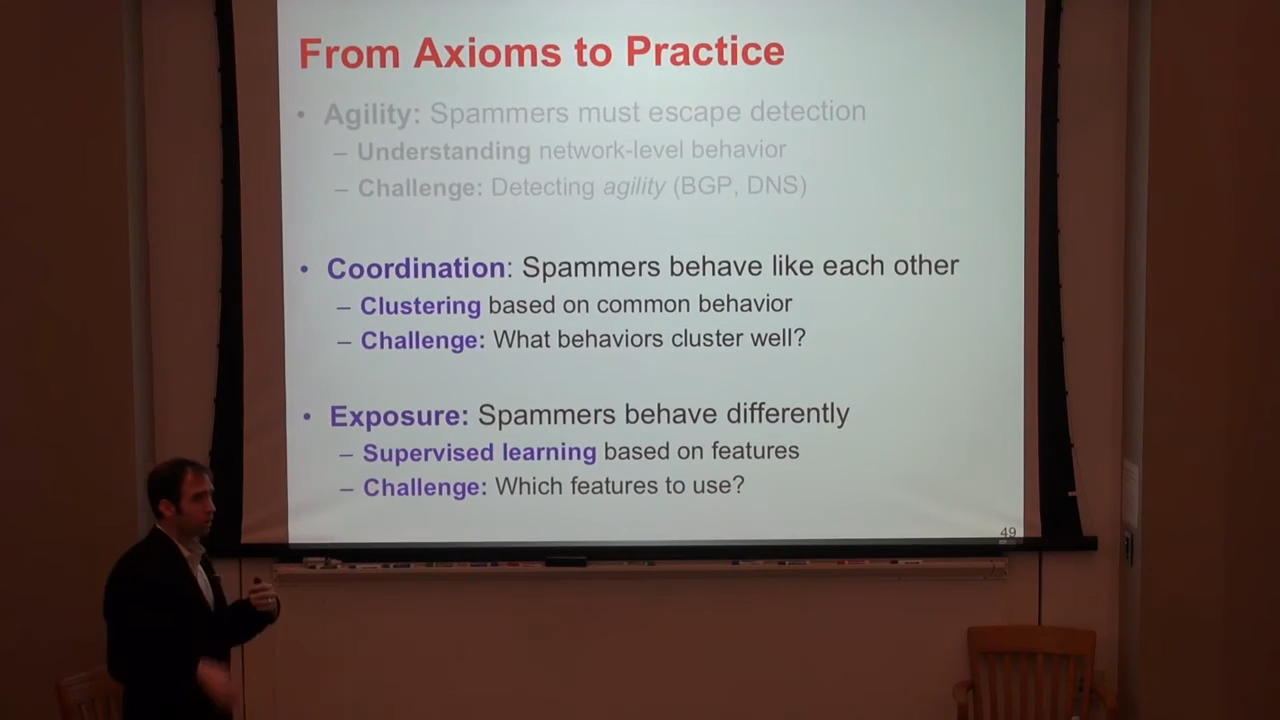 From Axioms to Practice
• Agility: Spammers must escape detection
– Understanding network-level behavior
– Challenge: Detecting agility (BGP, DNS)
• Coordination: Spammers behave like each other
– Clustering based on common behavior
– Challenge: What behaviors cluster well?
• Exposure: Spammers behave differently
– Supervised learning based on features
– Challenge: Which features to use?
49